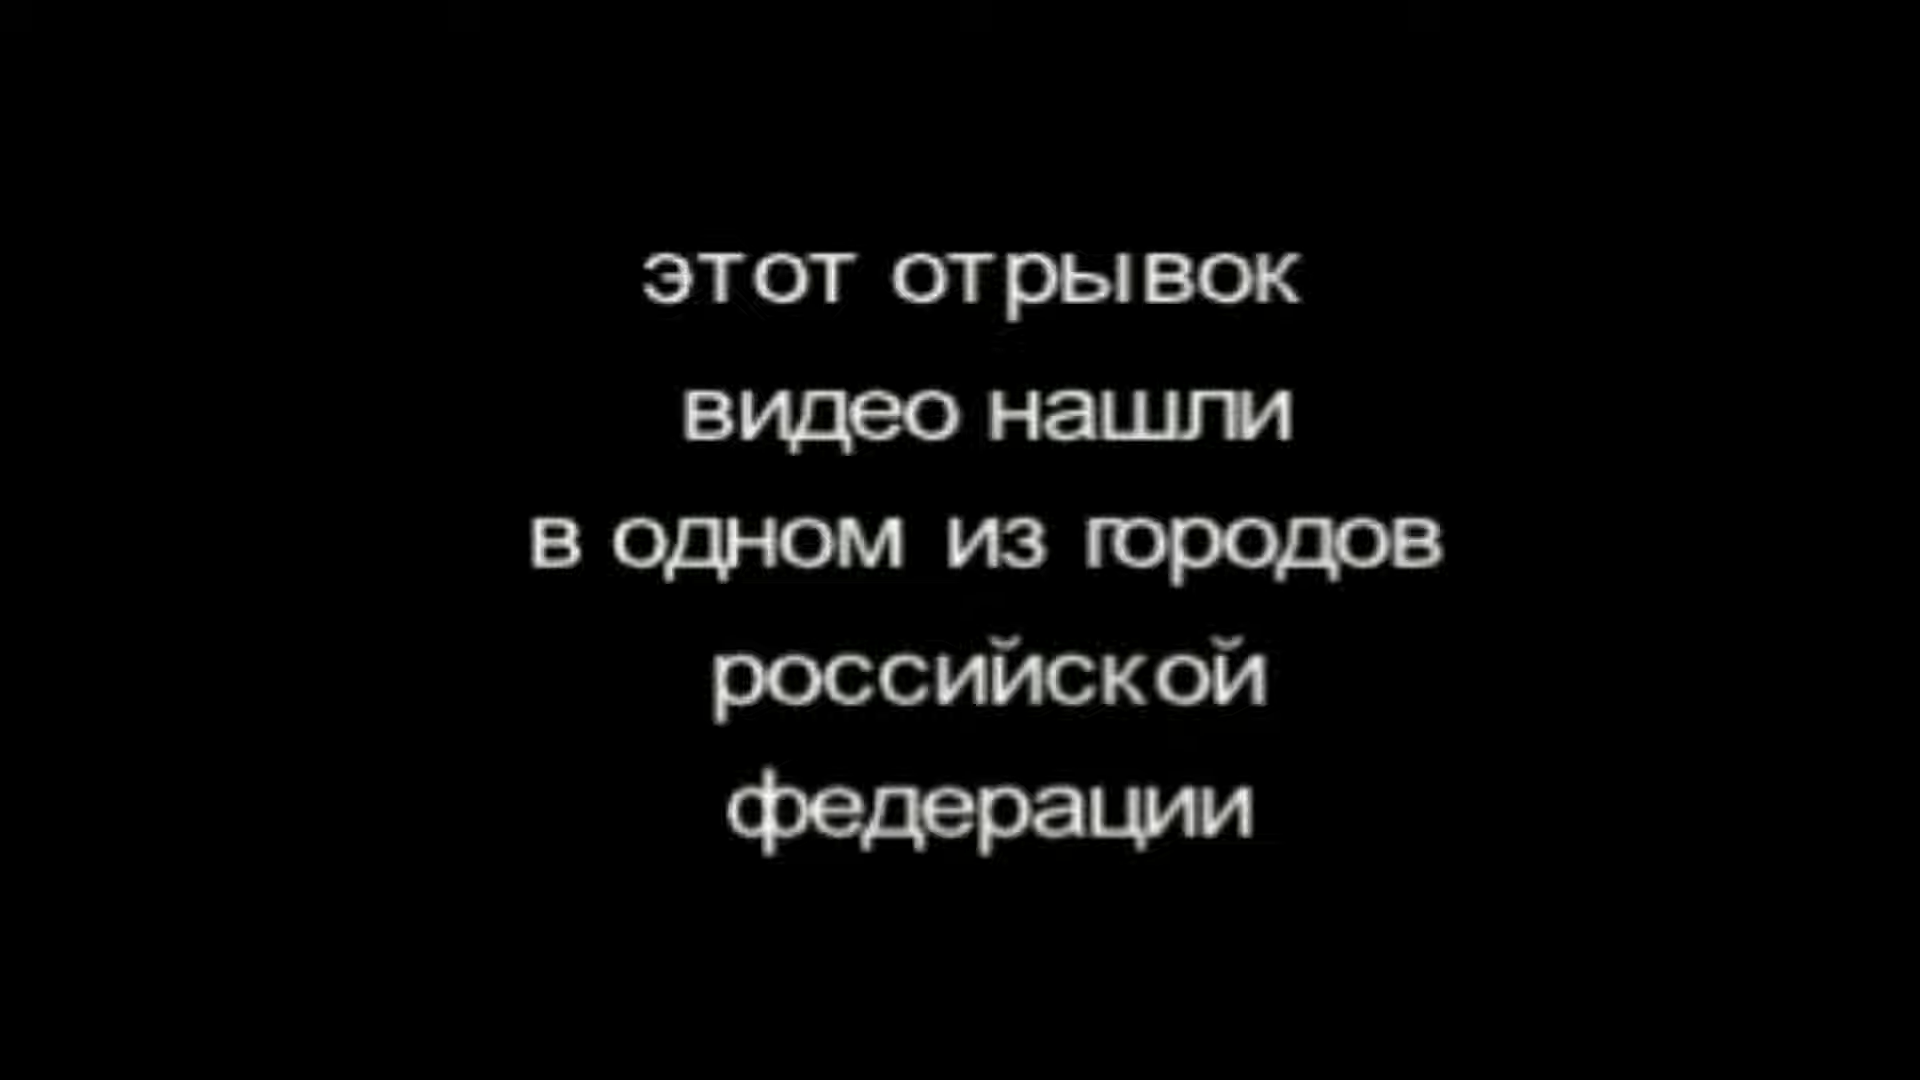 этот отрывок
видео нашли
в одном из городов
российской
федерации